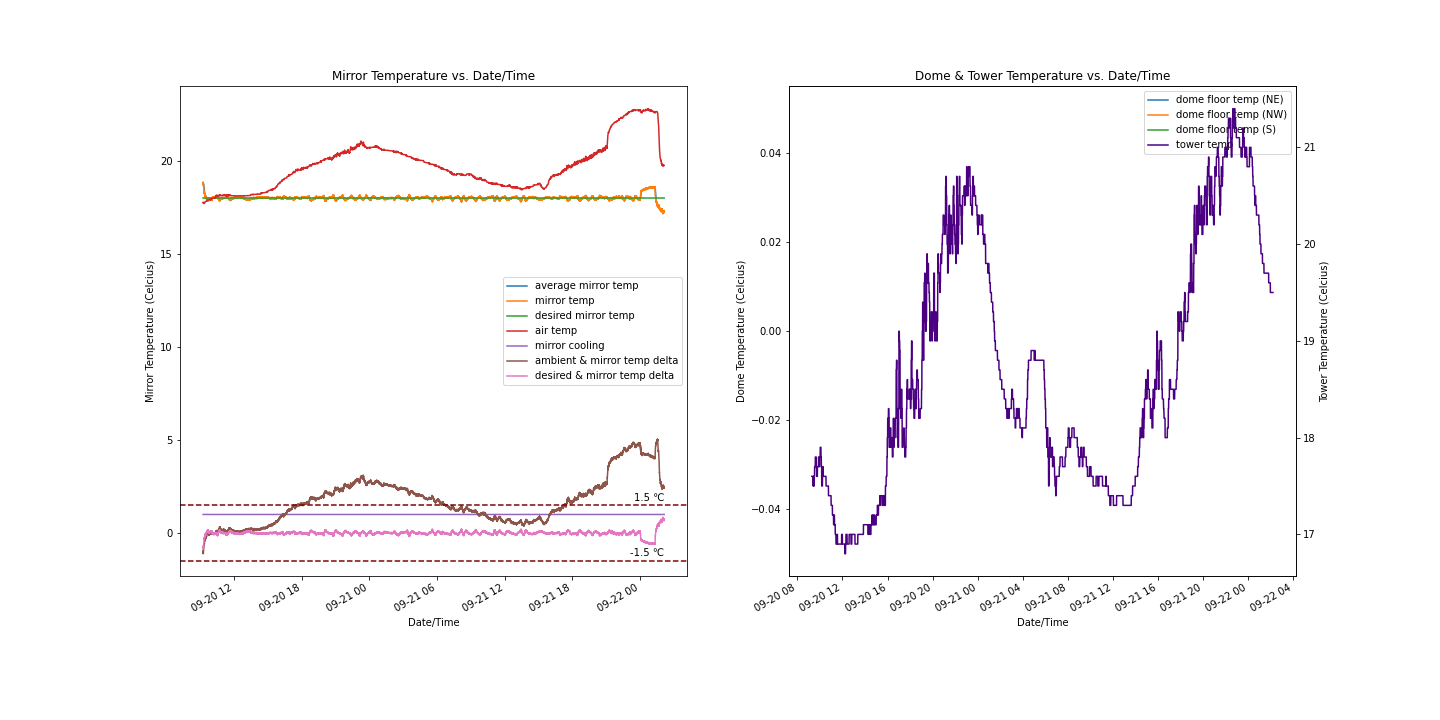 Mirror Temperature vs. Date/Time
Mirror Temperature (Celcius)
20
15
10
5
0
average mirror temp
mirror temp
desired mirror temp
air temp
mirror cooling
ambient & mirror temp delta
desired & mirror temp delta
1.5 °C
-1.5 °C
09-20 12
09-20 18
09-21 00
09-21 06
09-21 12
09-21 18
09-22 00
Date/Time
Dome & Tower Temperature vs. Date/Time
Dome Temperature (Celcius)
0.04
0.02
0.00
−0.02
−0.04
dome floor temp (NE)
dome floor temp (NW)
dome floor temp (S)
tower temp
21
20
19
18
17
Tower Temperature (Celcius)
09-20 08
09-20 12
09-20 16
09-20 20
09-21 00
09-21 04
09-21 08
09-21 12
09-21 16
09-21 20
09-22 00
09-22 04
Date/Time